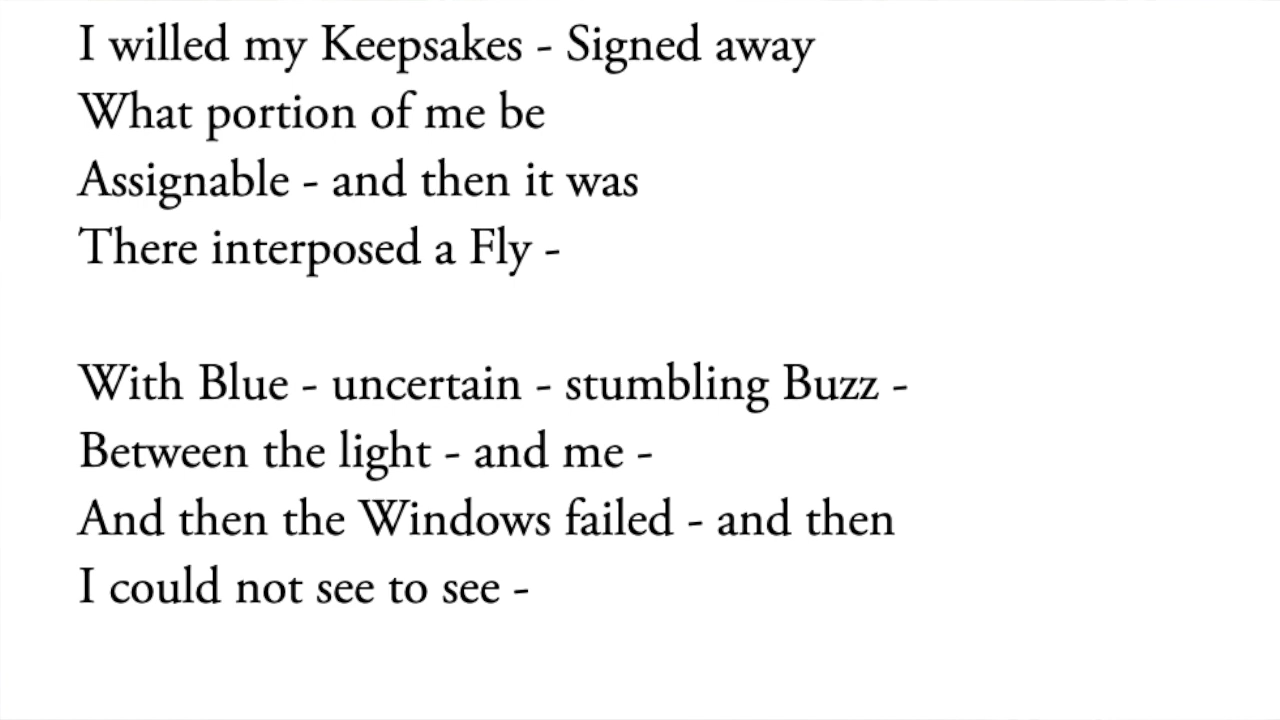 I willed my Keepsakes - Signed away
What portion of me be
Assignable - and then it was
There interposed a Fly -

With Blue - uncertain - stumbling Buzz -
Between the light - and me -
And then the Windows failed - and then
I could not see to see -